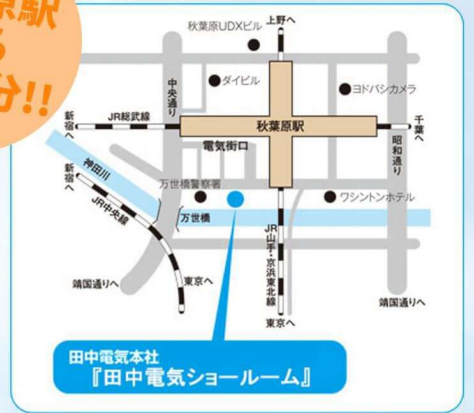 原駅
分!!
秋葉原UDXビル
上野へ
中央通り
ダイビル
ヨドバシカメラ
新宿へ
JR総武線
秋葉原駅
千葉へ
電気街口
昭和通り
新宿へ
神田川
JR中央線
万世橋警察署
万世橋
ワシントンホテル
JR山手・京浜東北線
靖国通りへ
東京へ
東京へ
靖国通りへ
田中電気本社
『田中電気ショールーム』